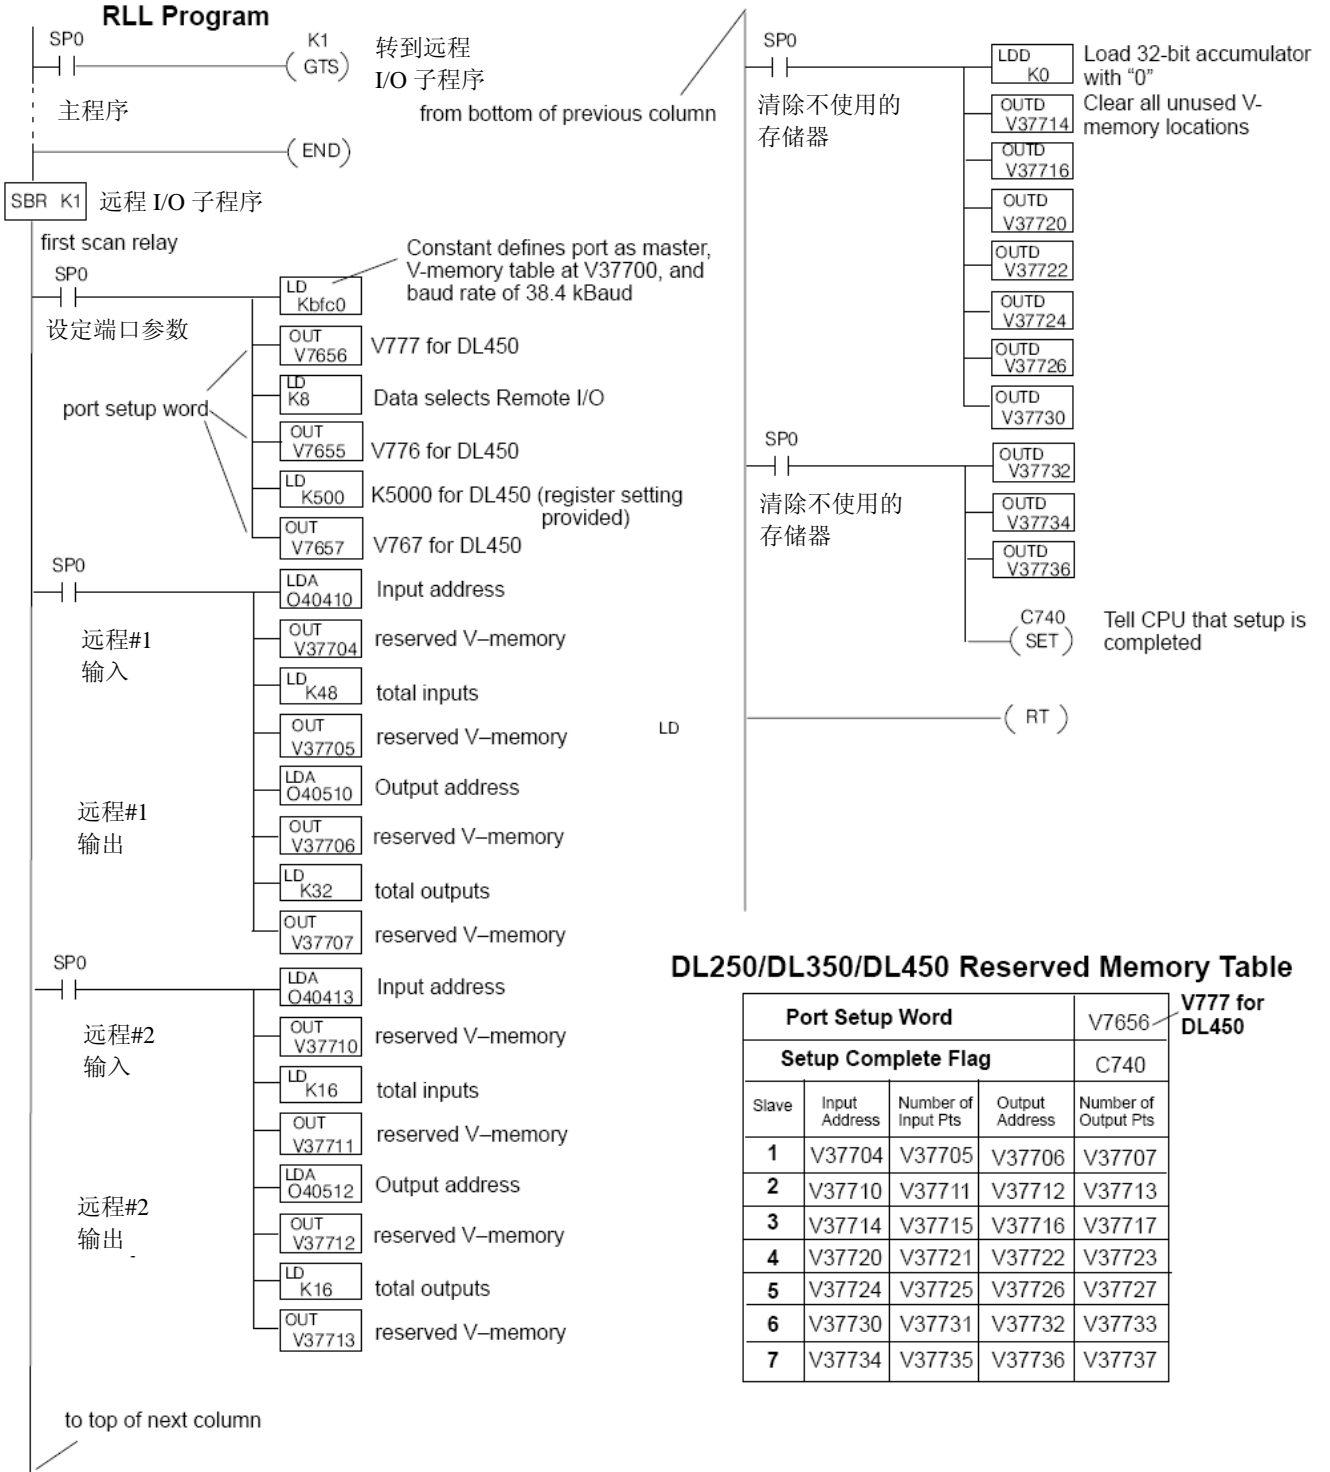 RLL Program
SP0
K1
GTS
转到远程
I/O 子程序
主程序
END
SBR K1
远程 I/O 子程序
first scan relay
SP0
设定端口参数
LD
Kbfc0
Constant defines port as master,
V-memory table at V37700, and
baud rate of 38.4 kBaud
OUT
V7656
V777 for DL450
port setup word
LD
K8
Data selects Remote I/O
OUT
V7655
V776 for DL450
LD
K500
K5000 for DL450 (register setting
provided)
OUT
V7657
V767 for DL450
SP0
远程#1
输入
LDA
O40410
Input address
OUT
V37704
reserved V–memory
LD
K48
total inputs
OUT
V37705
reserved V–memory
远程#1
输出
LDA
O40510
Output address
OUT
V37706
reserved V–memory
LD
K32
total outputs
OUT
V37707
reserved V–memory
SP0
远程#2
输入
LDA
O40413
Input address
OUT
V37710
reserved V–memory
LD
K16
total inputs
OUT
V37711
reserved V–memory
远程#2
输出
LDA
O40512
Output address
OUT
V37712
reserved V–memory
LD
K16
total outputs
OUT
V37713
reserved V–memory
to top of next column
from bottom of previous column
SP0
清除不使用的
存储器
LDD
K0
Load 32-bit accumulator
with “0”
OUTD
V37714
Clear all unused V-
memory locations
OUTD
V37716
OUTD
V37720
OUTD
V37722
OUTD
V37724
OUTD
V37726
OUTD
V37730
SP0
清除不使用的
存储器
OUTD
V37732
OUTD
V37734
OUTD
V37736
C740
SET
Tell CPU that setup is
completed
LD
RT
DL250/DL350/DL450 Reserved Memory Table
Port Setup Word V7656
V777 for
DL450
Setup Complete Flag C740
Slave Input Address Number of Input Pts Output Address Number of Output Pts
1 V37704 V37705 V37706 V37707
2 V37710 V37711 V37712 V37713
3 V37714 V37715 V37716 V37717
4 V37720 V37721 V37722 V37723
5 V37724 V37725 V37726 V37727
6 V37730 V37731 V37732 V37733
7 V37734 V37735 V37736 V37737